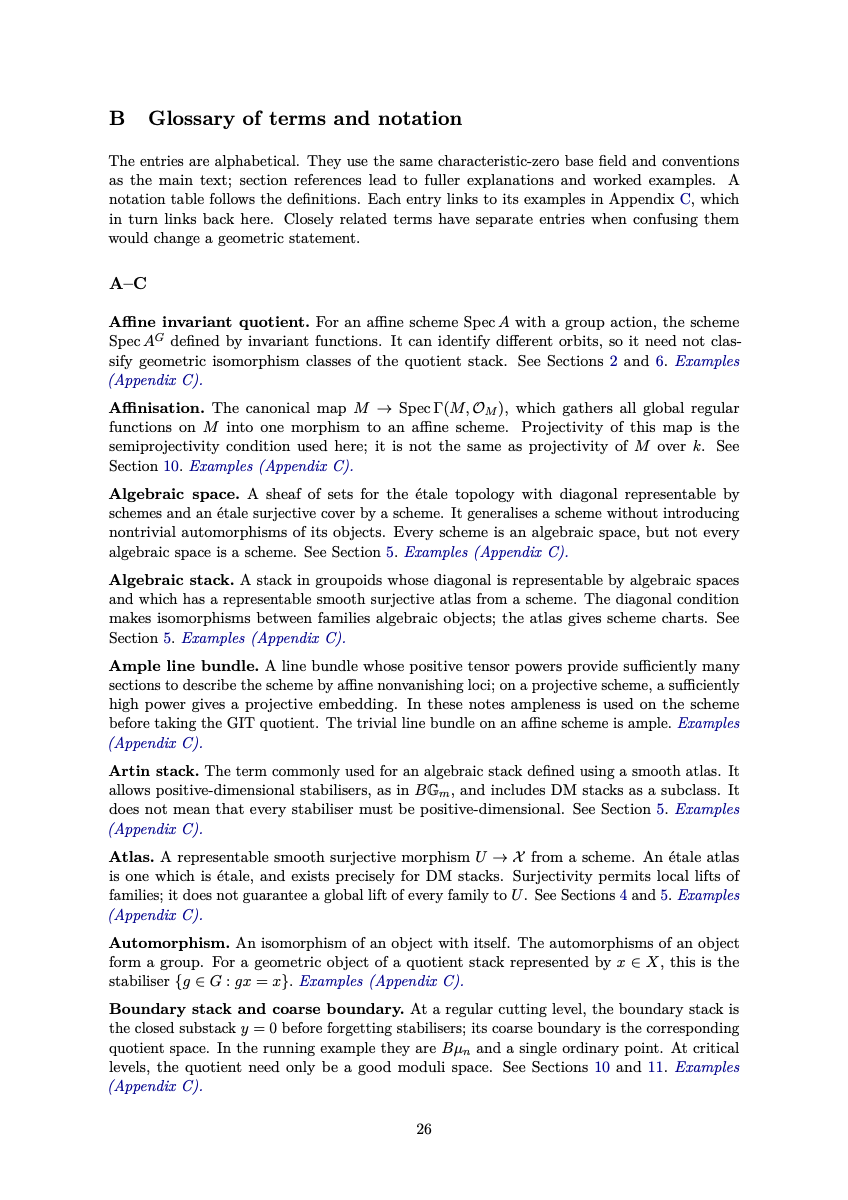 B Glossary of terms and notation
The entries are alphabetical. They use the same characteristic-zero base field and conventions
as the main text; section references lead to fuller explanations and worked examples. A
notation table follows the definitions. Each entry links to its examples in Appendix C, which
in turn links back here. Closely related terms have separate entries when confusing them
would change a geometric statement.
A–C
Affine invariant quotient. For an affine scheme Spec A with a group action, the scheme
Spec A^G defined by invariant functions. It can identify different orbits, so it need not clas-
sify geometric isomorphism classes of the quotient stack. See Sections 2 and 6. Examples
(Appendix C).
Affinisation. The canonical map M → Spec Γ(M, 𝒪_M), which gathers all global regular
functions on M into one morphism to an affine scheme. Projectivity of this map is the
semiprojectivity condition used here; it is not the same as projectivity of M over k. See
Section 10. Examples (Appendix C).
Algebraic space. A sheaf of sets for the étale topology with diagonal representable by
schemes and an étale surjective cover by a scheme. It generalises a scheme without introducing
nontrivial automorphisms of its objects. Every scheme is an algebraic space, but not every
algebraic space is a scheme. See Section 5. Examples (Appendix C).
Algebraic stack. A stack in groupoids whose diagonal is representable by algebraic spaces
and which has a representable smooth surjective atlas from a scheme. The diagonal condition
makes isomorphisms between families algebraic objects; the atlas gives scheme charts. See
Section 5. Examples (Appendix C).
Ample line bundle. A line bundle whose positive tensor powers provide sufficiently many
sections to describe the scheme by affine nonvanishing loci; on a projective scheme, a sufficiently
high power gives a projective embedding. In these notes ampleness is used on the scheme
before taking the GIT quotient. The trivial line bundle on an affine scheme is ample. Examples
(Appendix C).
Artin stack. The term commonly used for an algebraic stack defined using a smooth atlas. It
allows positive-dimensional stabilisers, as in B𝔾_m, and includes DM stacks as a subclass. It
does not mean that every stabiliser must be positive-dimensional. See Section 5. Examples
(Appendix C).
Atlas. A representable smooth surjective morphism U → 𝒳 from a scheme. An étale atlas
is one which is étale, and exists precisely for DM stacks. Surjectivity permits local lifts of
families; it does not guarantee a global lift of every family to U. See Sections 4 and 5. Examples
(Appendix C).
Automorphism. An isomorphism of an object with itself. The automorphisms of an object
form a group. For a geometric object of a quotient stack represented by x ∈ X, this is the
stabiliser {g ∈ G : gx = x}. Examples (Appendix C).
Boundary stack and coarse boundary. At a regular cutting level, the boundary stack is
the closed substack y = 0 before forgetting stabilisers; its coarse boundary is the corresponding
quotient space. In the running example they are Bμ_n and a single ordinary point. At critical
levels, the quotient need only be a good moduli space. See Sections 10 and 11. Examples
(Appendix C).
26